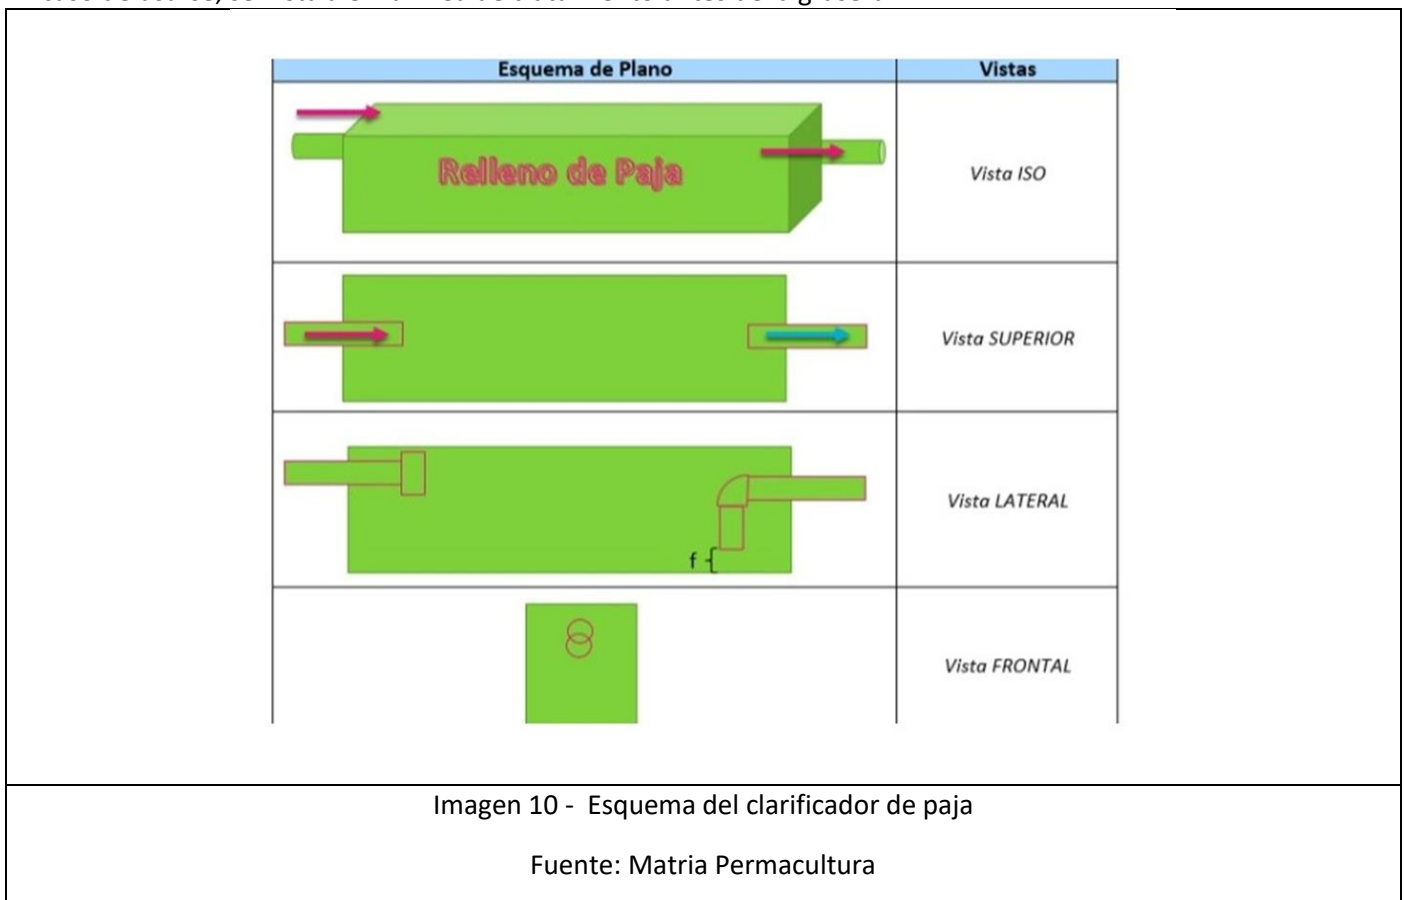 Esquema de Plano
Vistas
Relleno de Paja
Vista ISO
Vista SUPERIOR
f
Vista LATERAL
Vista FRONTAL
Imagen 10 - Esquema del clarificador de paja
Fuente: Matria Permacultura